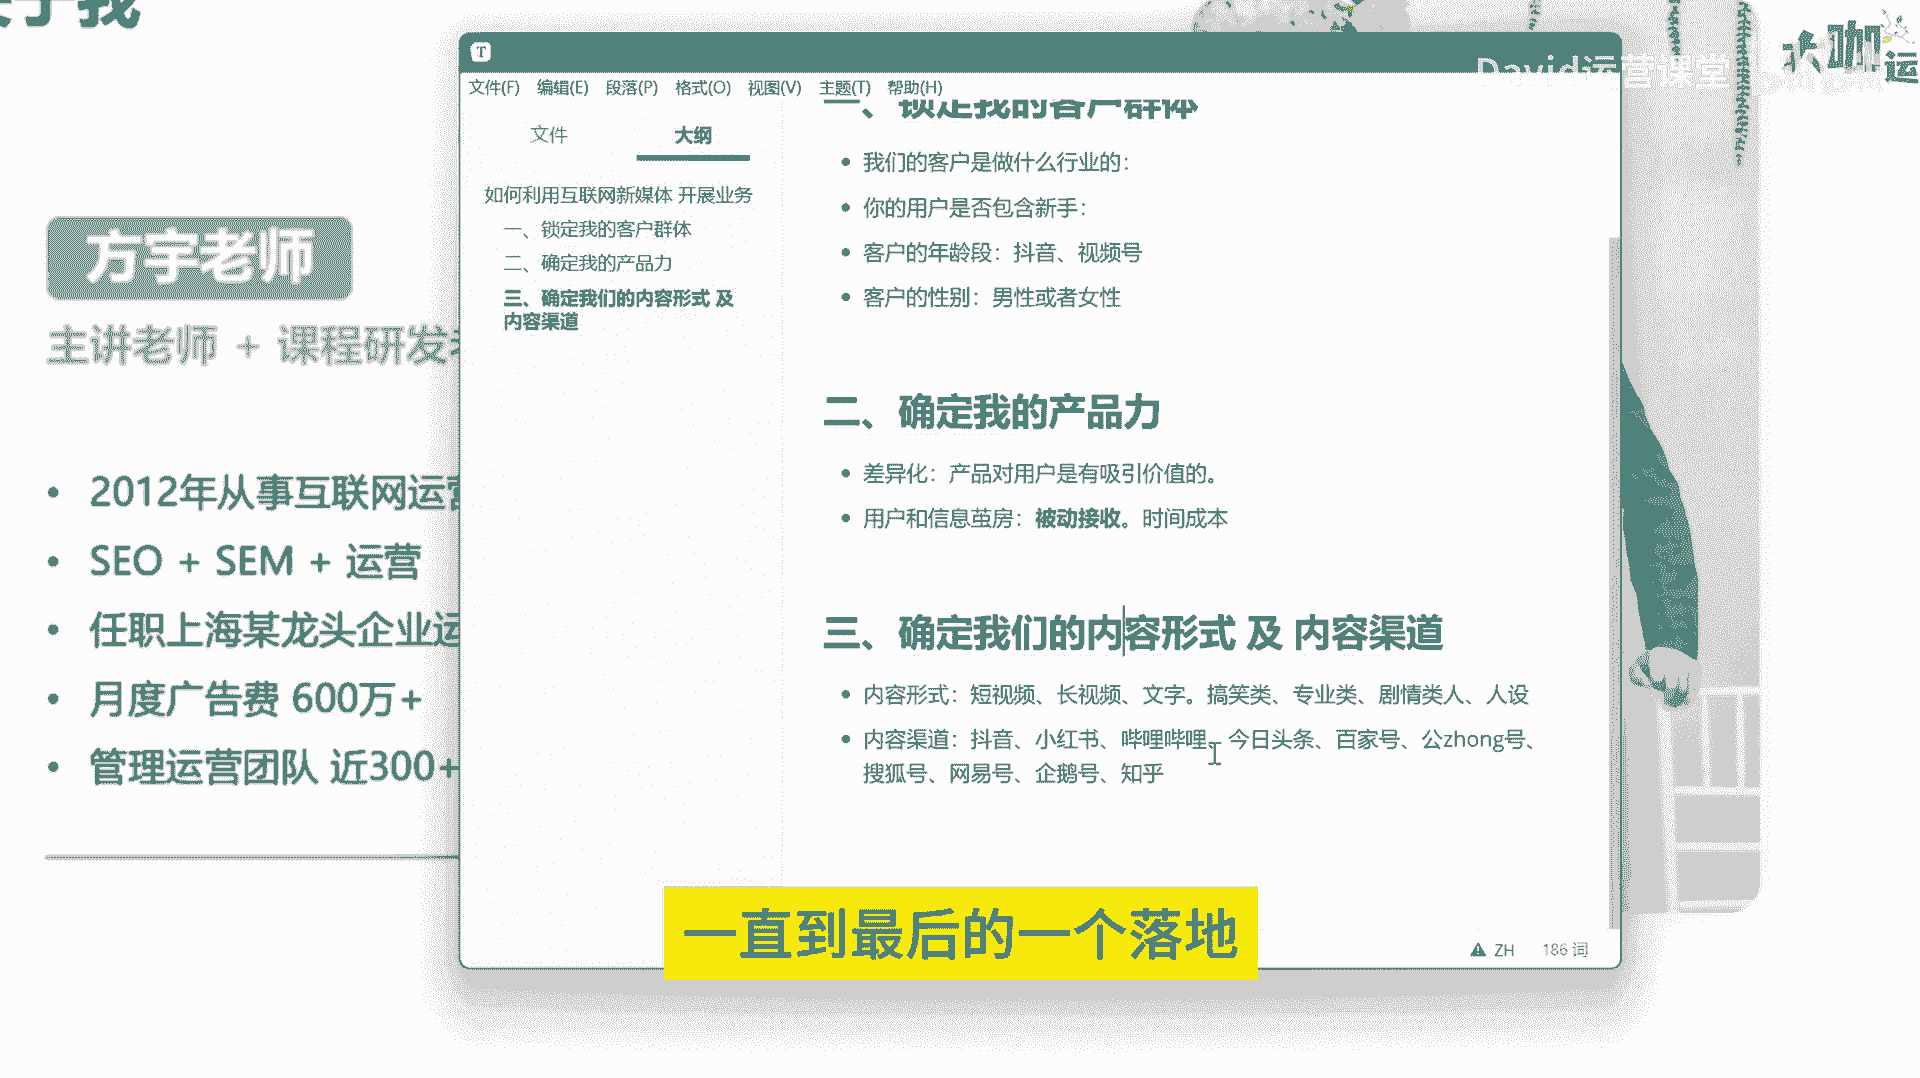 于我
David运营课堂
大咖运
方宇老师
主讲老师 + 课程研发
2012年从事互联网运营
SEO + SEM + 运营
任职上海某龙头企业运
月度广告费 600万+
管理运营团队 近300+
T
文件(F) 编辑(E) 段落(P) 格式(O) 视图(V) 主题(T) 帮助(H)
文件 大纲
如何利用互联网新媒体 开展业务
一、锁定我的客户群体
二、确定我的产品力
三、确定我们的内容形式 及
内容渠道
一、锁定我的客户群体
我们的客户是做什么行业的：
你的用户是否包含新手：
客户的年龄段：抖音、视频号
客户的性别：男性或者女性
二、确定我的产品力
差异化：产品对用户是有吸引价值的。
用户和信息茧房：被动接收。时间成本
三、确定我们的内容形式 及 内容渠道
内容形式：短视频、长视频、文字。搞笑类、专业类、剧情类人、人设
内容渠道：抖音、小红书、哔哩哔哩、今日头条、百家号、公zhong号、
搜狐号、网易号、企鹅号、知乎
ZH 186 词
一直到最后的一个落地